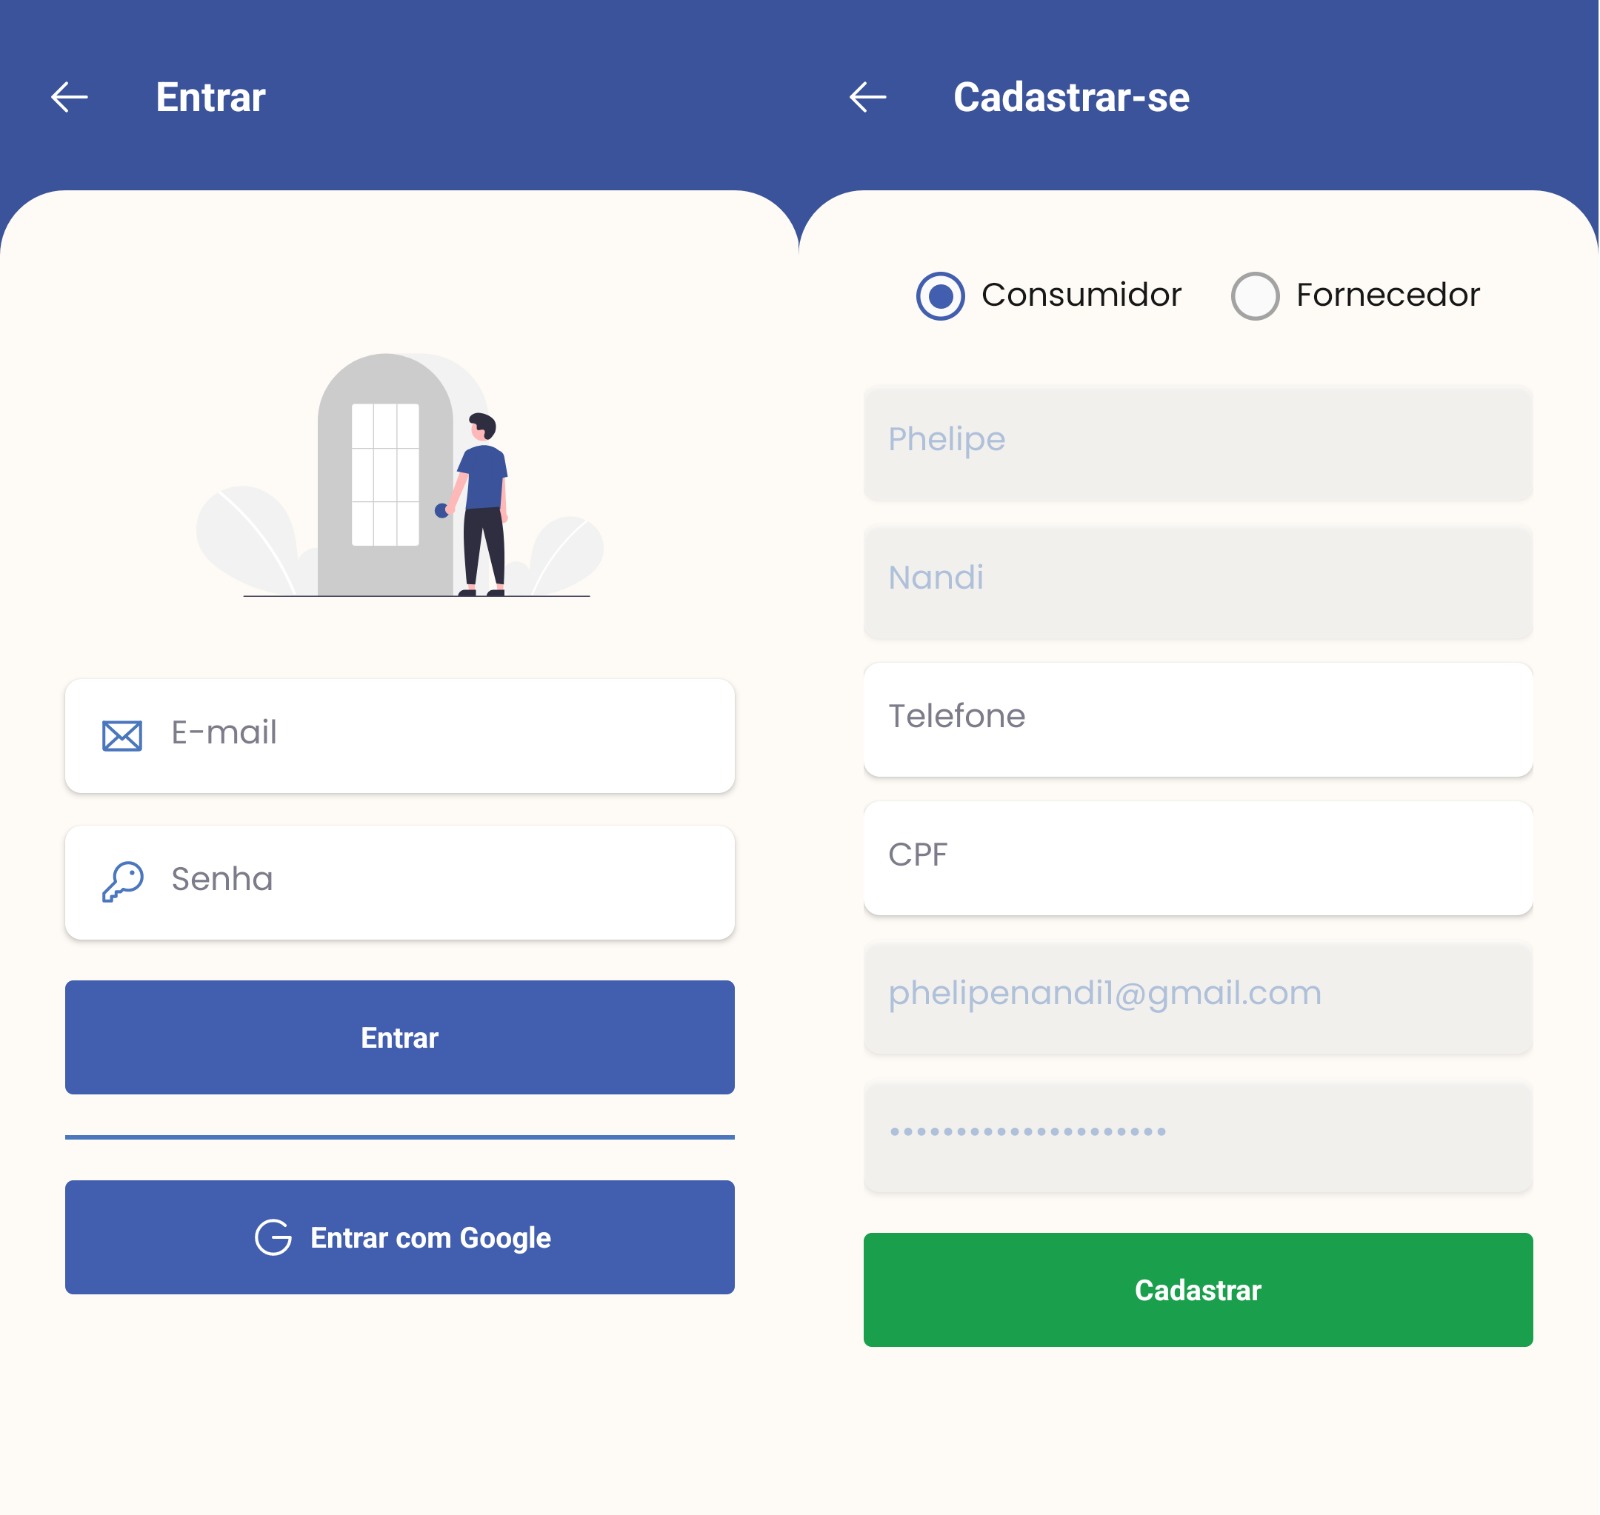 Entrar
E-mail
Senha
Entrar
Entrar com Google
Cadastrar-se
Consumidor
Fornecedor
Phelipe
Nandi
Telefone
CPF
phelipenandi1@gmail.com
•••••••••••••••••••••
Cadastrar